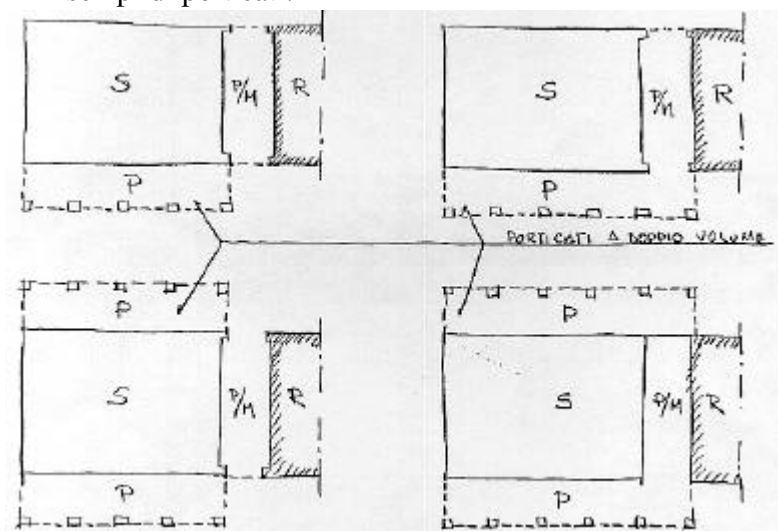 S P/M R S P/M R
P P
PORTICATI A DOPPIO VOLUME
P P
S P/M R S P/M R
P P